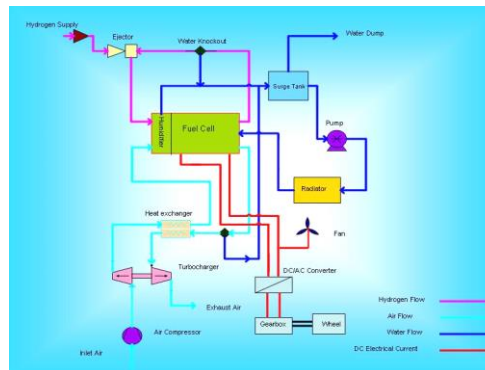 Hydrogen Supply
Ejector
Water Knockout
Water Dump
Surge Tank
Humidifier
Fuel Cell
Pump
Radiator
Heat exchanger
Fan
Turbocharger
DC/AC Converter
Exhaust Air
Hydrogen Flow
Air Flow
Gearbox
Wheel
Air Compressor
Water Flow
Inlet Air
DC Electrical Current